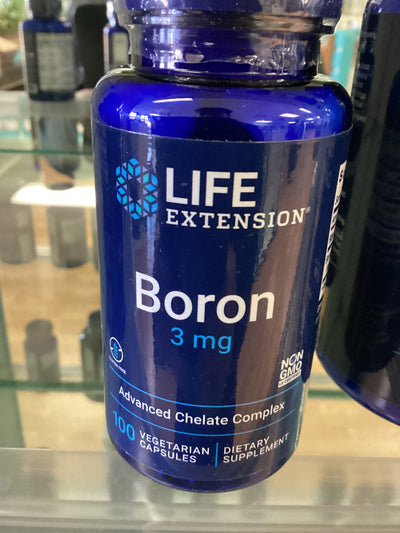 LIFE
EXTENSION®
Boron
3 mg
NON
GMO
Advanced Chelate Complex
100 VEGETARIAN CAPSULES
DIETARY SUPPLEMENT